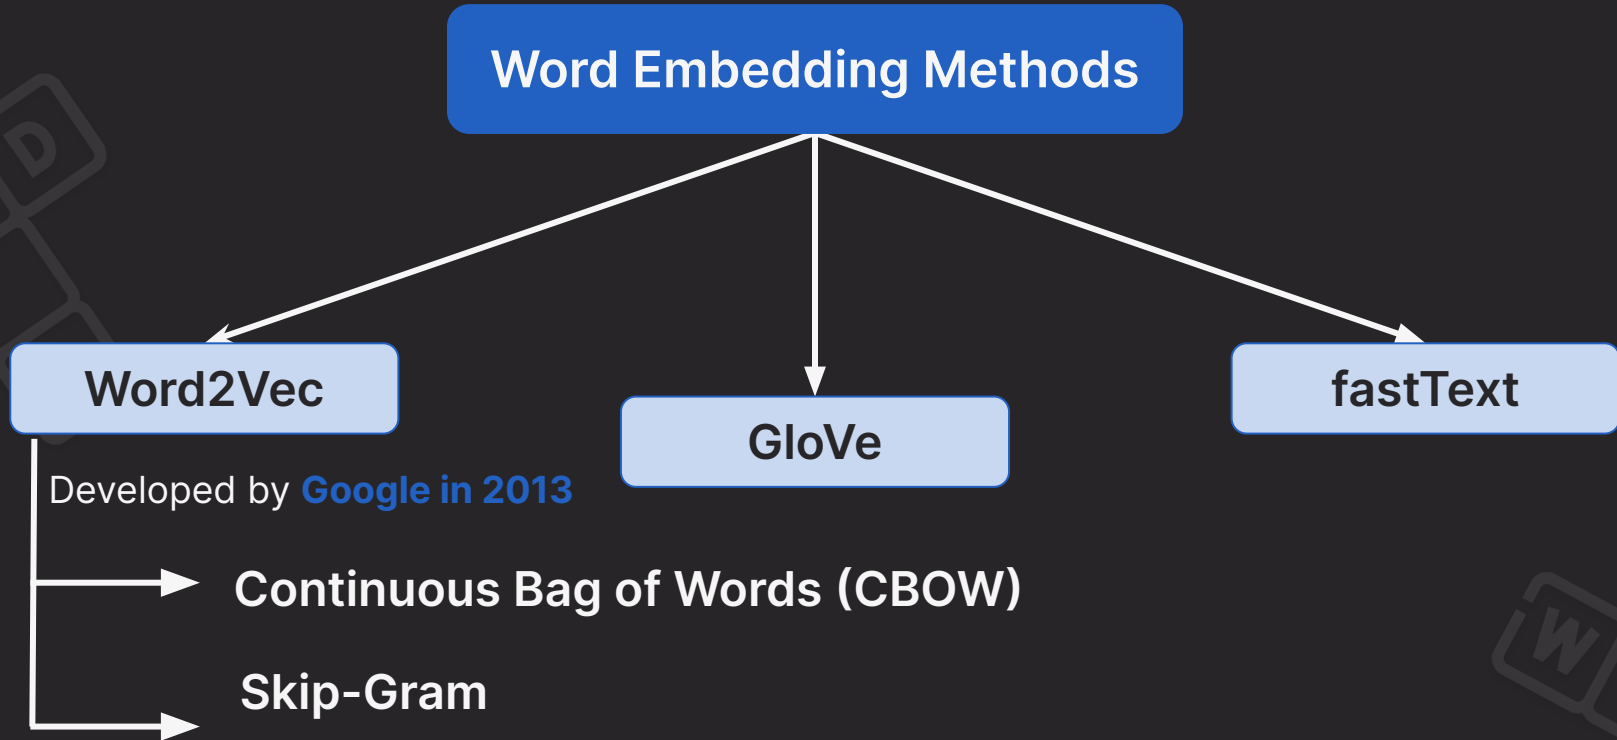 Word Embedding Methods
Word2Vec
GloVe
fastText
Developed by Google in 2013
Continuous Bag of Words (CBOW)
Skip-Gram
D
W